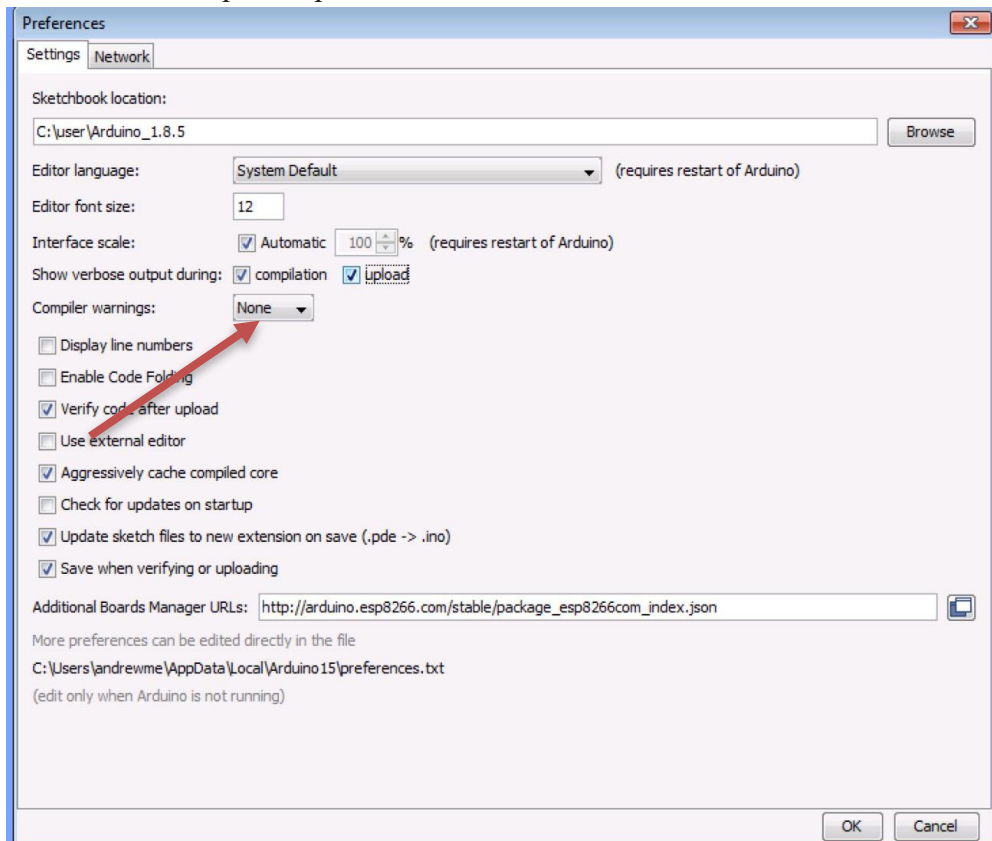 Preferences
Settings Network
Sketchbook location:
C:\user\Arduino_1.8.5 Browse
Editor language: System Default (requires restart of Arduino)
Editor font size: 12
Interface scale: Automatic 100 % (requires restart of Arduino)
Show verbose output during: compilation upload
Compiler warnings: None
Display line numbers
Enable Code Folding
Verify code after upload
Use external editor
Aggressively cache compiled core
Check for updates on startup
Update sketch files to new extension on save (.pde -> .ino)
Save when verifying or uploading
Additional Boards Manager URLs: http://arduino.esp8266.com/stable/package_esp8266com_index.json
More preferences can be edited directly in the file
C:\Users\andrewme\AppData\Local\Arduino15\preferences.txt
(edit only when Arduino is not running)
OK Cancel